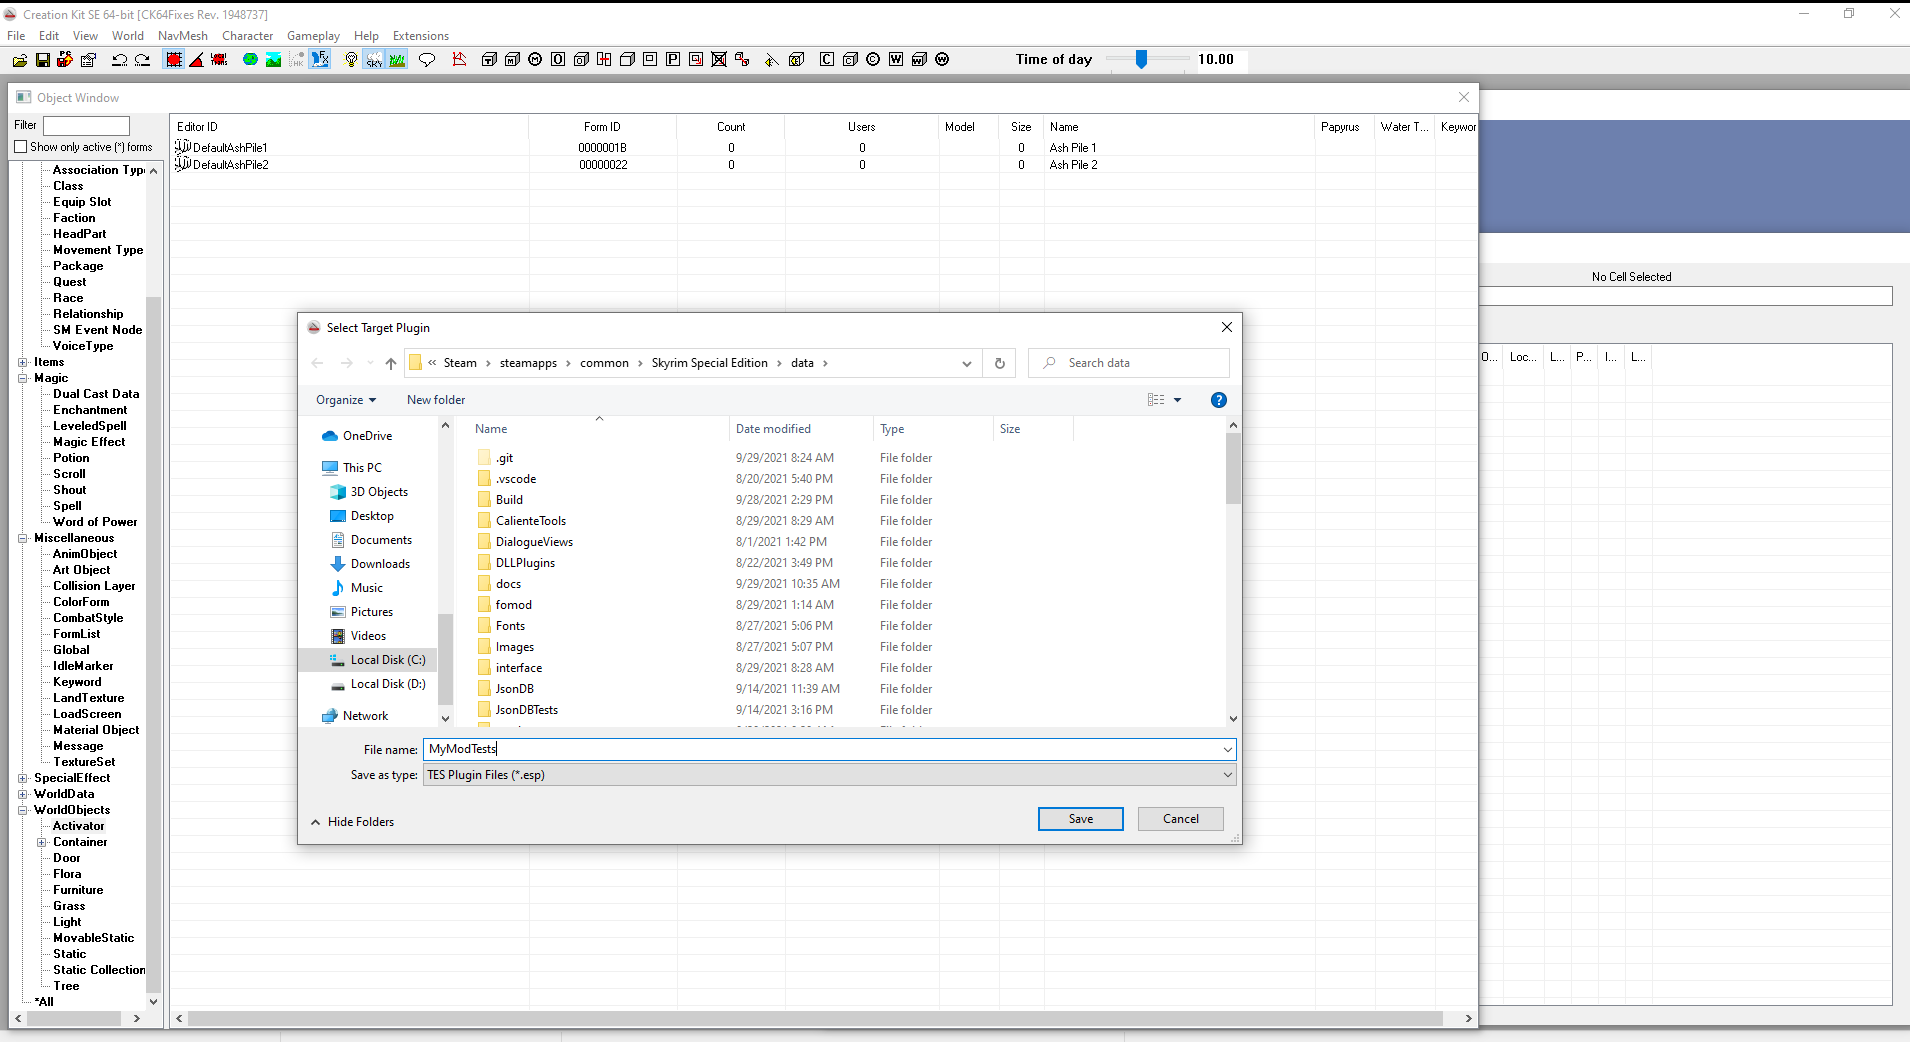 Creation Kit SE 64-bit [CK64Fixes Rev. 1948737]
File Edit View World NavMesh Character Gameplay Help Extensions
Time of day 10.00
Object Window
Filter
Show only active (*) forms
Editor ID Form ID Count Users Model Size Name Papyrus Water T... Keywor
DefaultAshPile1 0000001B 0 0 0 Ash Pile 1
DefaultAshPile2 00000022 0 0 0 Ash Pile 2
Association Type
Class
Equip Slot
Faction
HeadPart
Movement Type
Package
Quest
Race
Relationship
SM Event Node
VoiceType
Items
Magic
Dual Cast Data
Enchantment
LeveledSpell
Magic Effect
Potion
Scroll
Shout
Spell
Word of Power
Miscellaneous
AnimObject
Art Object
Collision Layer
ColorForm
CombatStyle
FormList
Global
IdleMarker
Keyword
LandTexture
LoadScreen
Material Object
Message
TextureSet
SpecialEffect
WorldData
WorldObjects
Activator
Container
Door
Flora
Furniture
Grass
Light
MovableStatic
Static
Static Collection
Tree
*All
No Cell Selected
O... Loc... L... P... I... L...
Select Target Plugin
« Steam › steamapps › common › Skyrim Special Edition › data ›
Search data
Organize New folder
OneDrive
This PC
3D Objects
Desktop
Documents
Downloads
Music
Pictures
Videos
Local Disk (C:)
Local Disk (D:)
Network
Name Date modified Type Size
.git 9/29/2021 8:24 AM File folder
.vscode 8/20/2021 5:40 PM File folder
Build 9/28/2021 2:29 PM File folder
CalienteTools 8/29/2021 8:29 AM File folder
DialogueViews 8/1/2021 1:42 PM File folder
DLLPlugins 8/22/2021 3:49 PM File folder
docs 9/29/2021 10:35 AM File folder
fomod 8/29/2021 1:14 AM File folder
Fonts 8/27/2021 5:06 PM File folder
Images 8/27/2021 5:07 PM File folder
interface 8/29/2021 8:28 AM File folder
JsonDB 9/14/2021 11:39 AM File folder
JsonDBTests 9/14/2021 3:16 PM File folder
File name: MyModTests
Save as type: TES Plugin Files (*.esp)
Hide Folders
Save Cancel